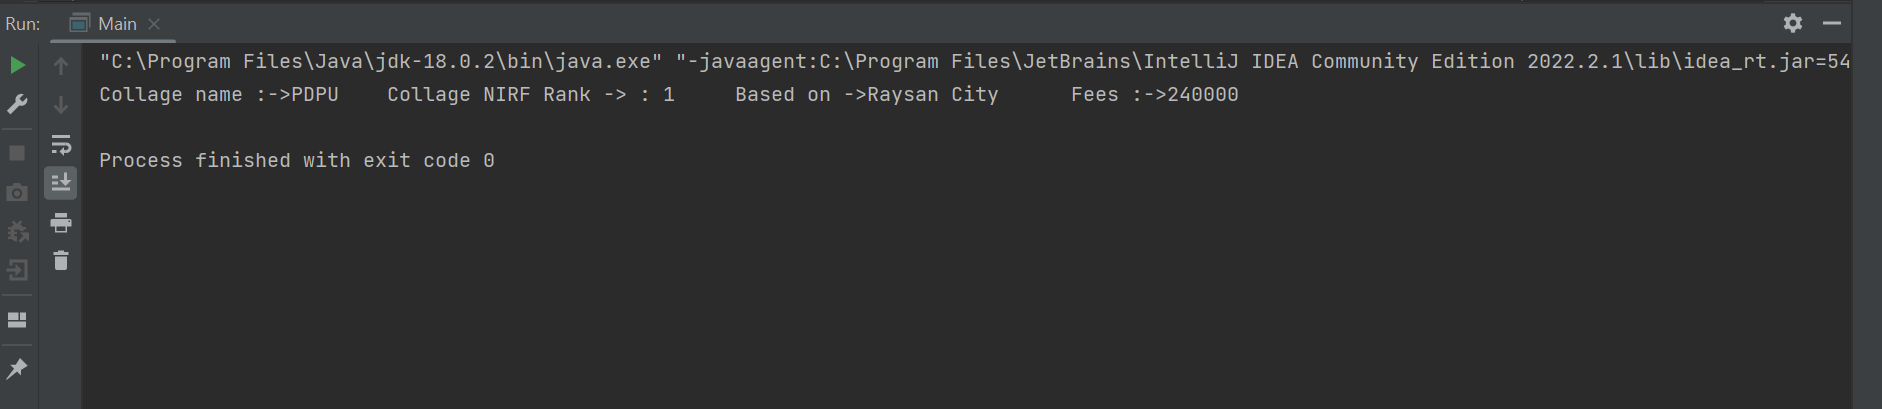 Run: Main
"C:\Program Files\Java\jdk-18.0.2\bin\java.exe" "-javaagent:C:\Program Files\JetBrains\IntelliJ IDEA Community Edition 2022.2.1\lib\idea_rt.jar=54
Collage name :->PDPU    Collage NIRF Rank -> : 1     Based on ->Raysan City      Fees :->240000
Process finished with exit code 0